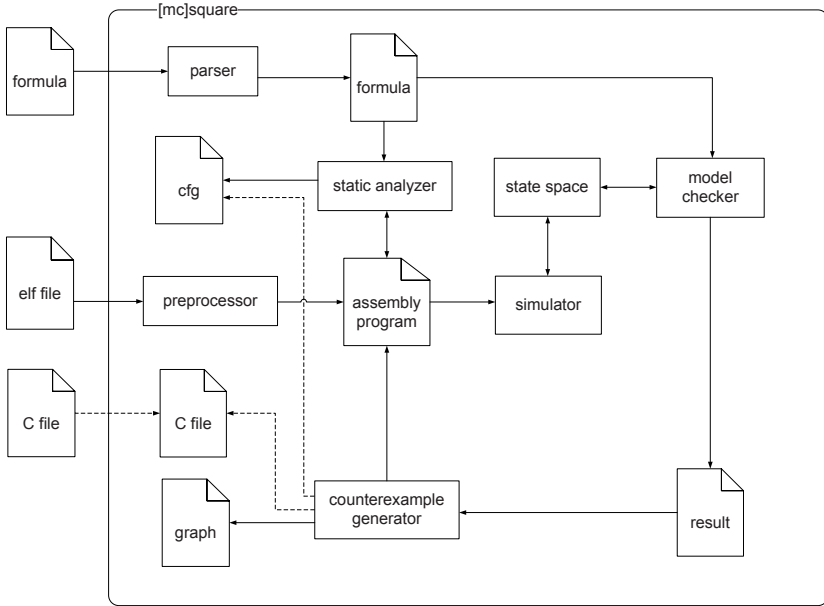 [mc]square
formula
parser
formula
cfg
static analyzer
state space
model
checker
elf file
preprocessor
assembly
program
simulator
C file
C file
graph
counterexample
generator
result